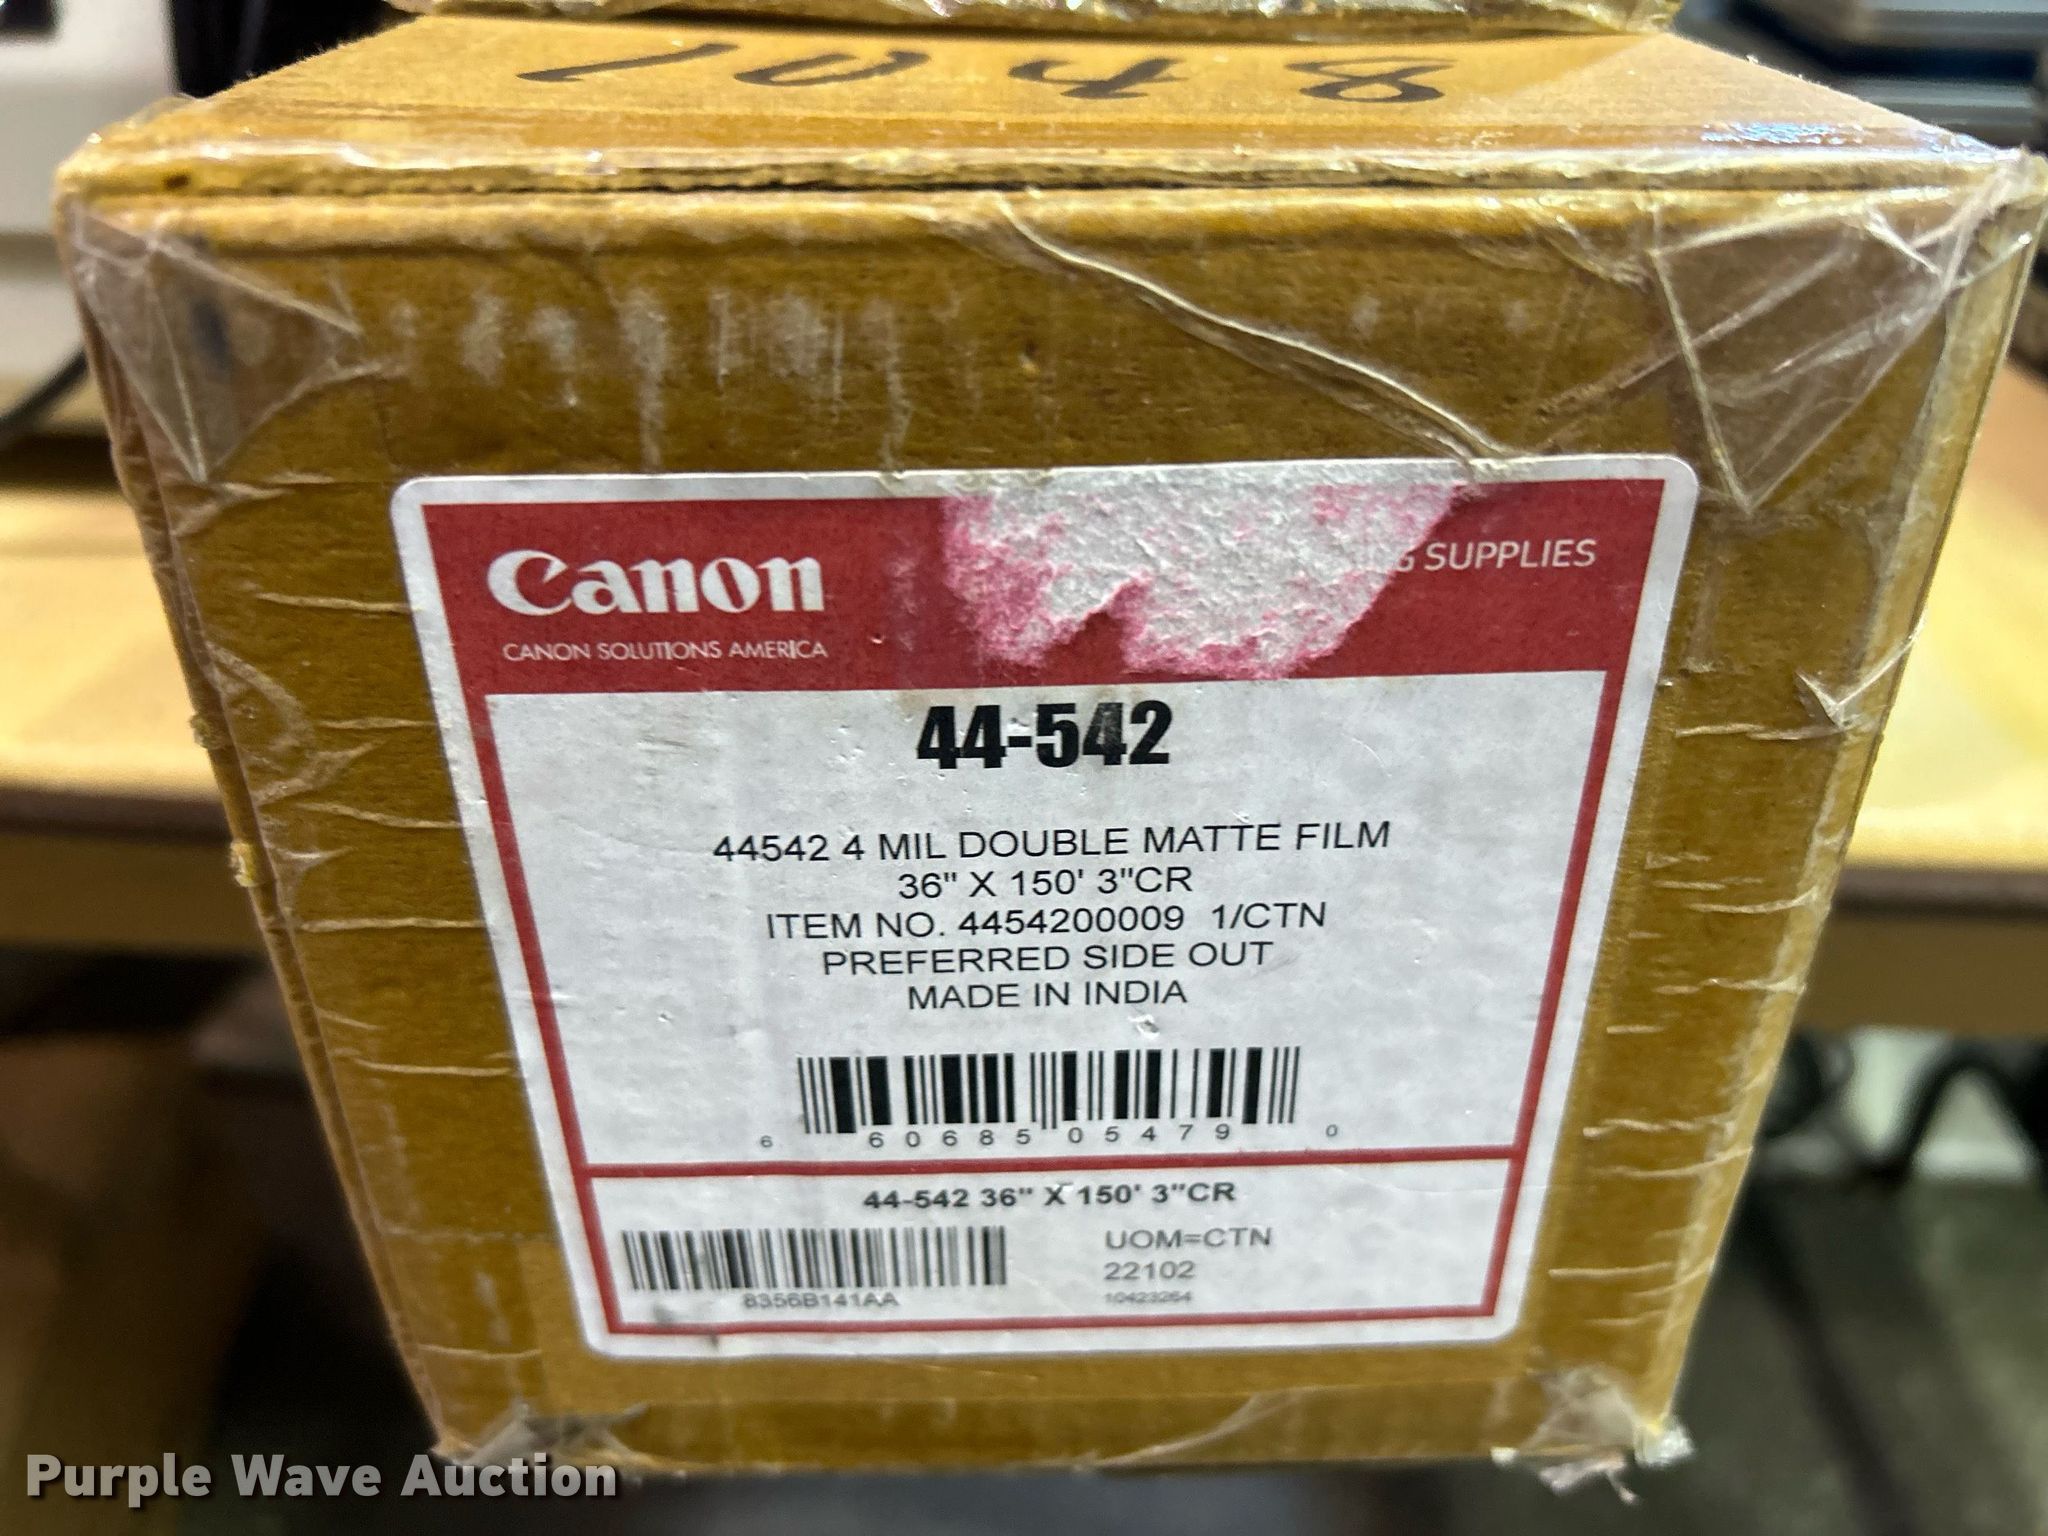 Canon
CANON SOLUTIONS AMERICA
SUPPLIES
44-542
44542 4 MIL DOUBLE MATTE FILM
36" X 150' 3"CR
ITEM NO. 4454200009 1/CTN
PREFERRED SIDE OUT
MADE IN INDIA
6 60685 05479 0
44-542 36" X 150' 3"CR
8356B141AA
UOM=CTN
22102
10423264
Purple Wave Auction